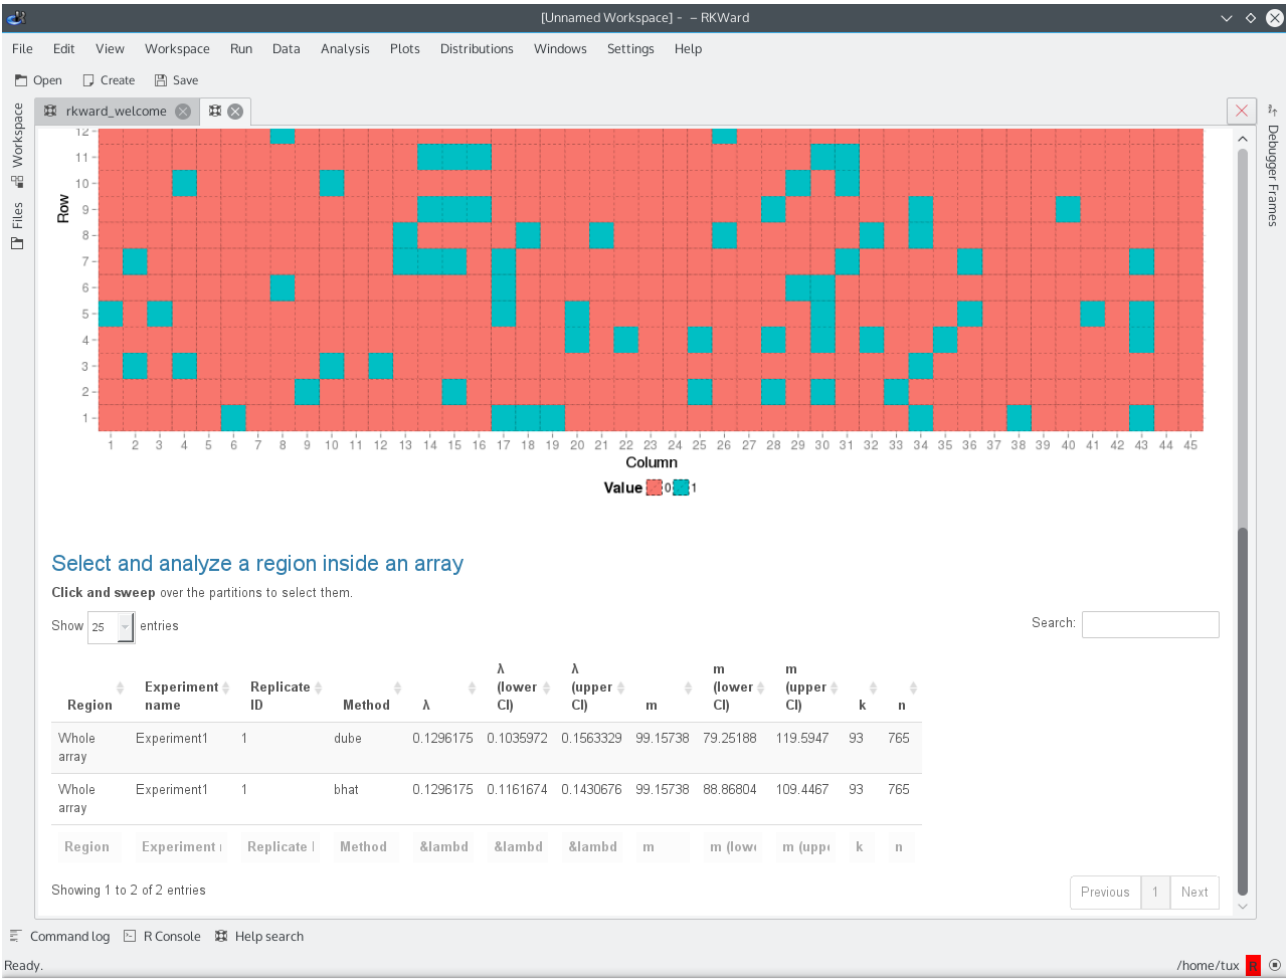 [Unnamed Workspace] - – RKWard
File Edit View Workspace Run Data Analysis Plots Distributions Windows Settings Help
Open Create Save
Workspace
Files
rkward_welcome
Debugger Frames
Row
12
11
10
9
8
7
6
5
4
3
2
1
1 2 3 4 5 6 7 8 9 10 11 12 13 14 15 16 17 18 19 20 21 22 23 24 25 26 27 28 29 30 31 32 33 34 35 36 37 38 39 40 41 42 43 44 45
Column
Value 0 1
Select and analyze a region inside an array
Click and sweep over the partitions to select them.
Show 25 entries Search:
Region Experiment name Replicate ID Method λ λ (lower CI) λ (upper CI) m m (lower CI) m (upper CI) k n
Whole array Experiment1 1 dube 0.1296175 0.1035972 0.1563329 99.15738 79.25188 119.5947 93 765
Whole array Experiment1 1 bhat 0.1296175 0.1161674 0.1430676 99.15738 88.86804 109.4467 93 765
Region Experiment Replicate Method &lambd &lambd &lambd m m (low m (upp k n
Showing 1 to 2 of 2 entries
Previous 1 Next
Command log R Console Help search
Ready. /home/tux R